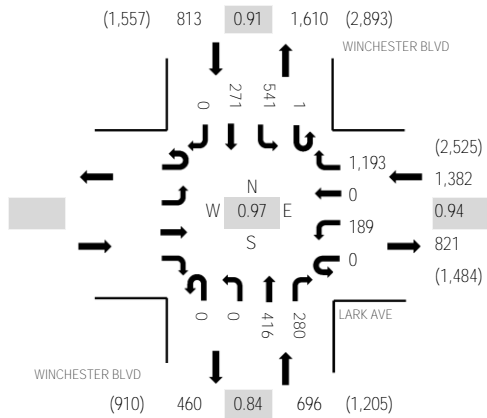 (1,557) 813 0.91 1,610 (2,893)
WINCHESTER BLVD
0 271 541 1
1,193
0
189
0
(2,525)
1,382
0.94
821
(1,484)
N
W 0.97 E
S
0 0 416 280
LARK AVE
WINCHESTER BLVD
(910) 460 0.84 696 (1,205)